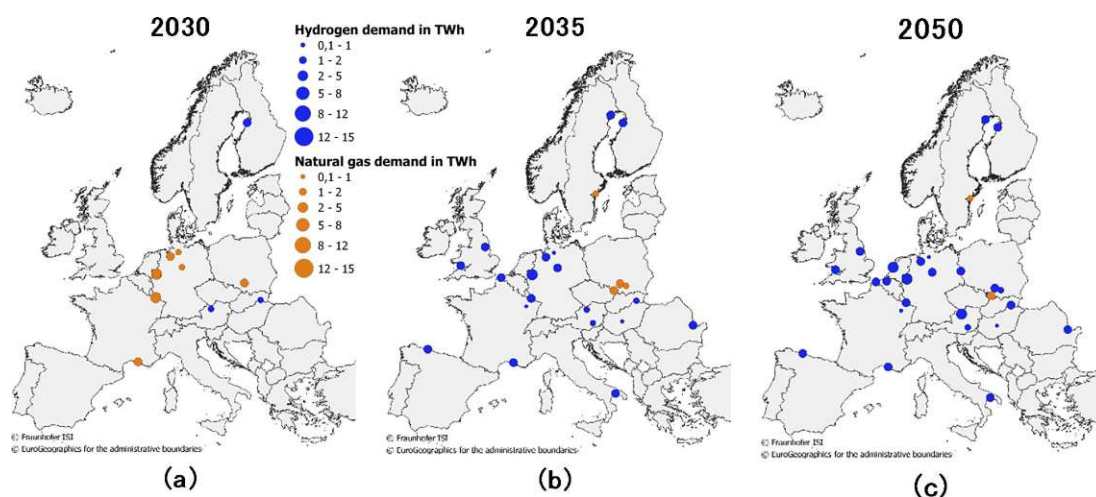 2030
2035
2050
Hydrogen demand in TWh
0,1 - 1
1 - 2
2 - 5
5 - 8
8 - 12
12 - 15
Natural gas demand in TWh
0,1 - 1
1 - 2
2 - 5
5 - 8
8 - 12
12 - 15
© Fraunhofer ISI
© EuroGeographics for the administrative boundaries
© Fraunhofer ISI
© EuroGeographics for the administrative boundaries
© Fraunhofer ISI
© EuroGeographics for the administrative boundaries
(a)
(b)
(c)